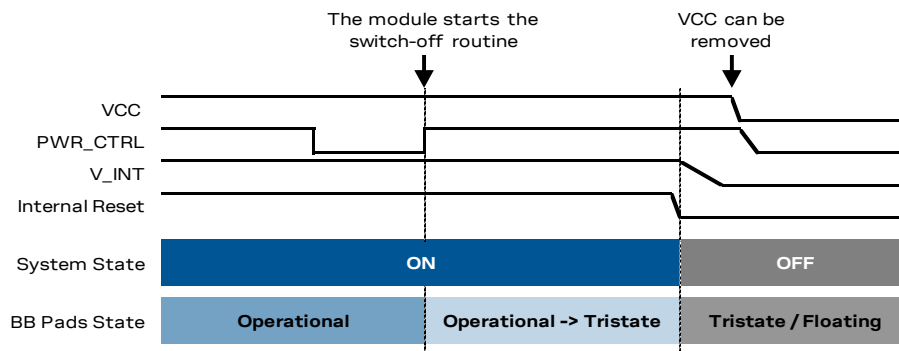 The module starts the
switch-off routine
VCC can be
removed
VCC
PWR_CTRL
V_INT
Internal Reset
System State
ON
OFF
BB Pads State
Operational
Operational -> Tristate
Tristate / Floating